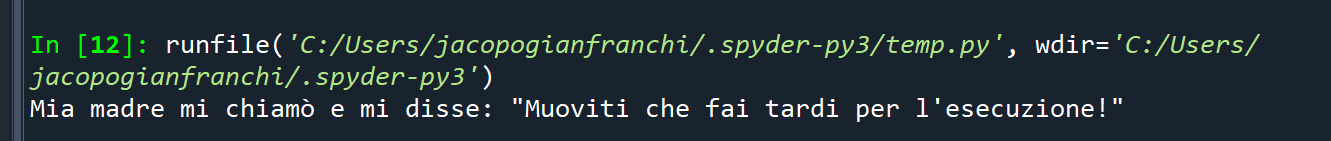 In [12]: runfile('C:/Users/jacopogianfranchi/.spyder-py3/temp.py', wdir='C:/Users/
jacopogianfranchi/.spyder-py3')
Mia madre mi chiamò e mi disse: "Muoviti che fai tardi per l'esecuzione!"